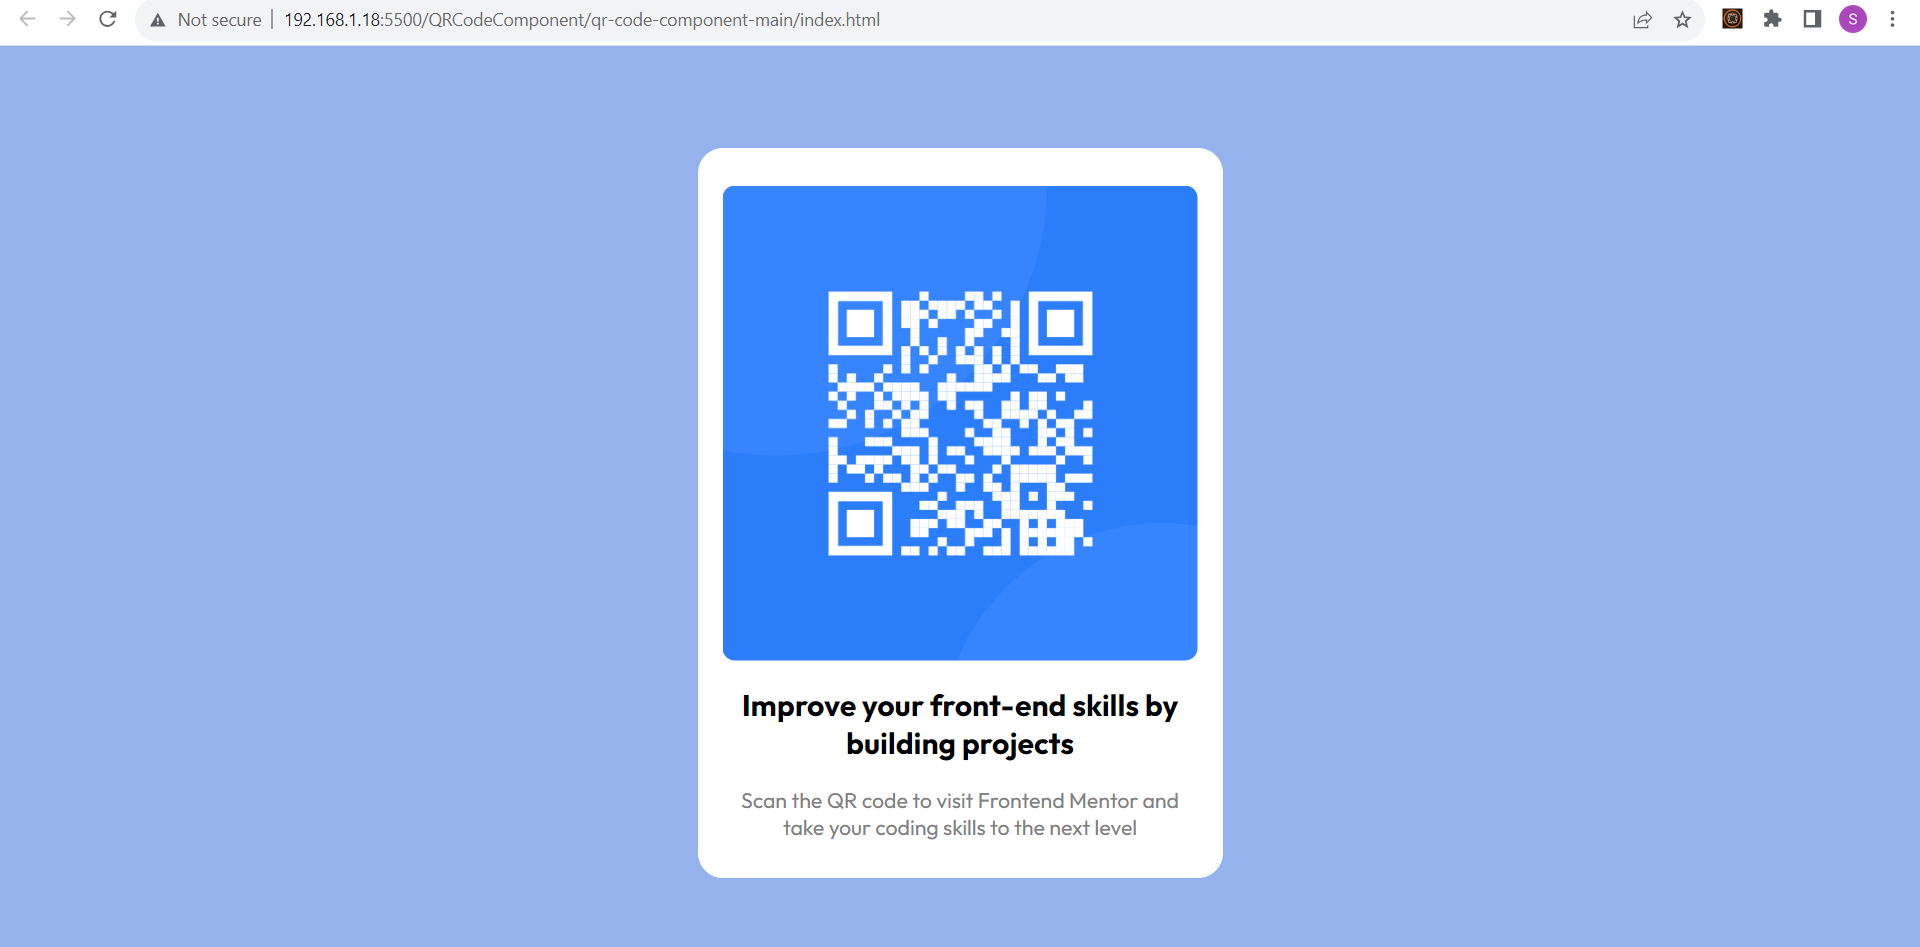 Not secure | 192.168.1.18:5500/QRCodeComponent/qr-code-component-main/index.html
S
Improve your front-end skills by
building projects
Scan the QR code to visit Frontend Mentor and
take your coding skills to the next level